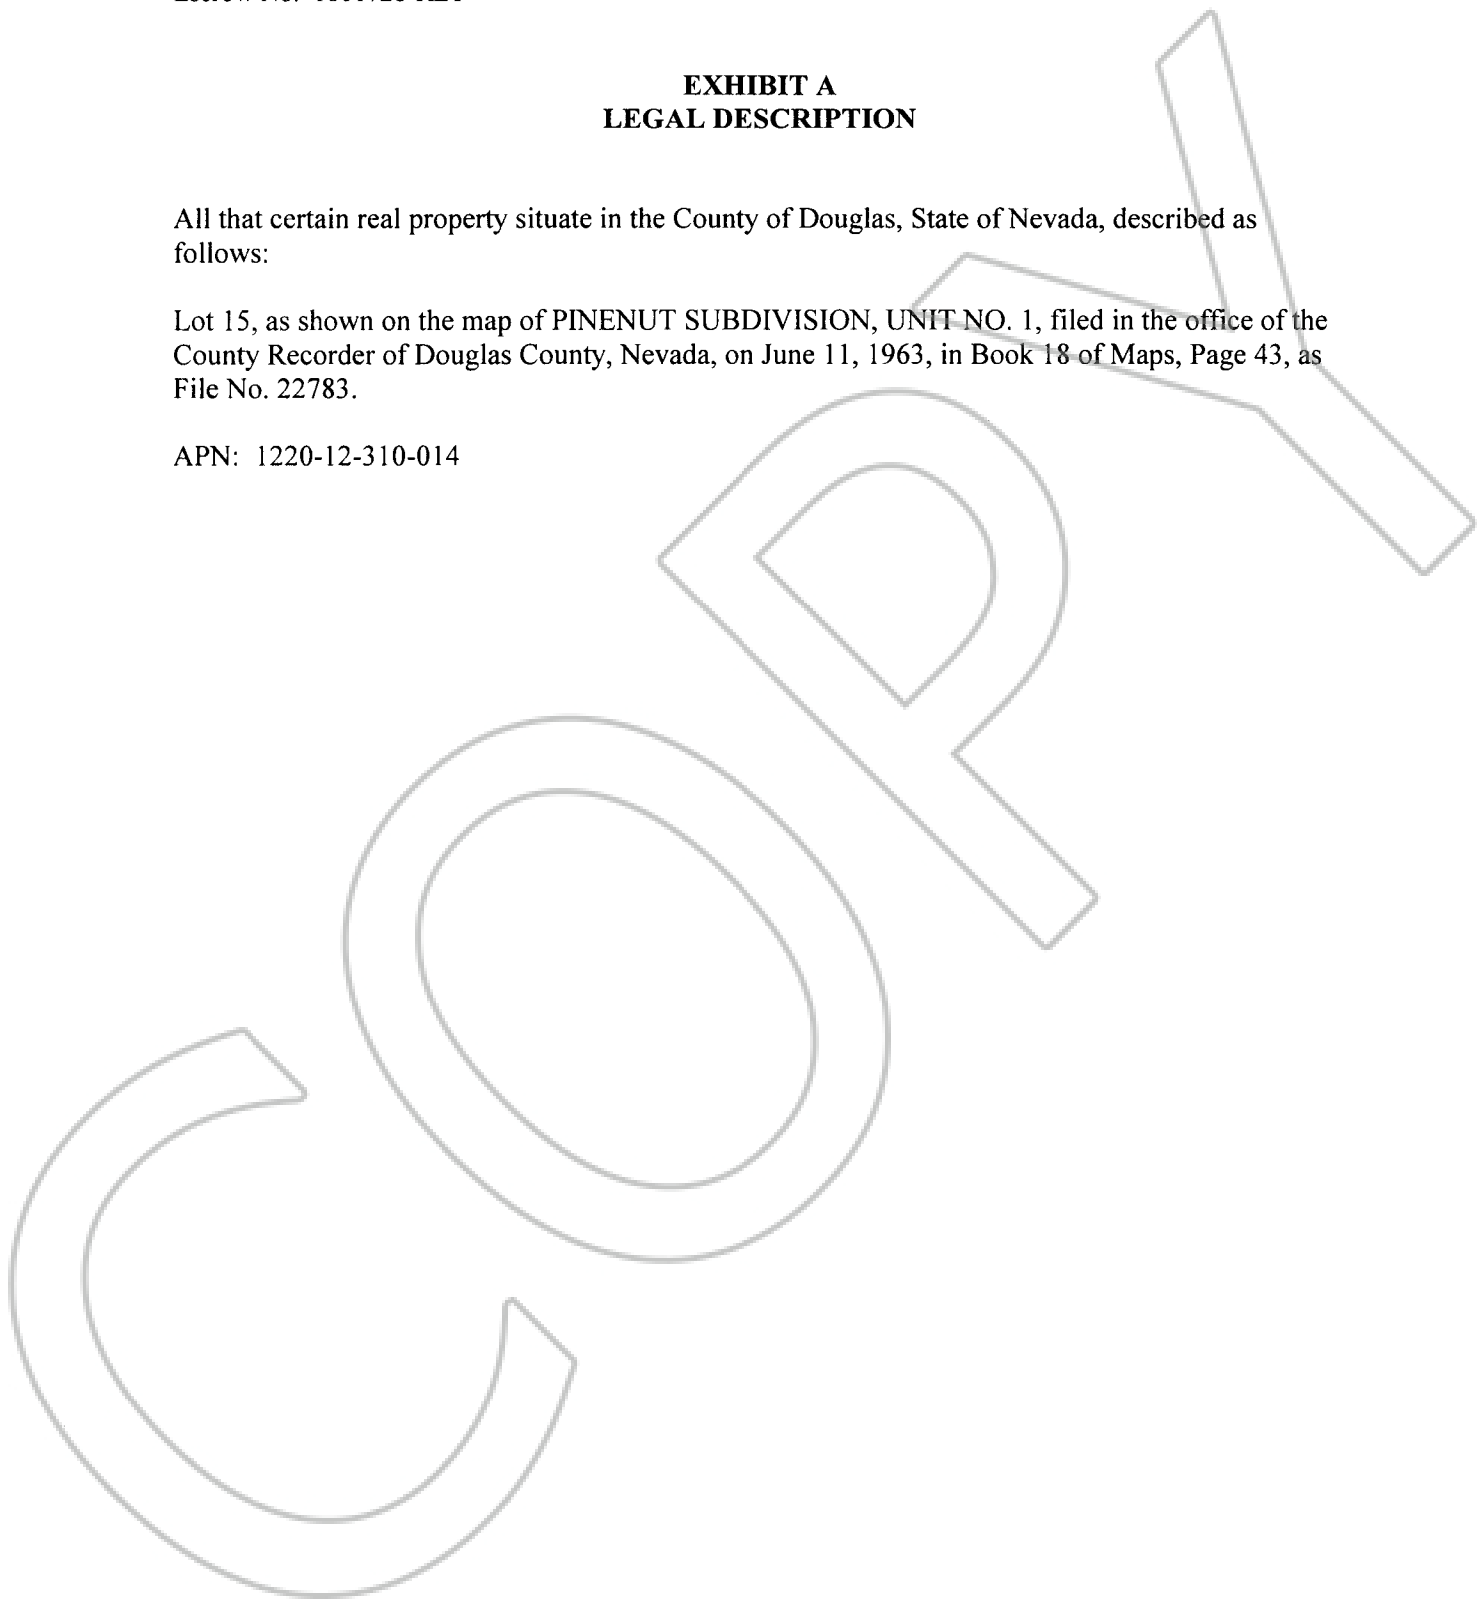 EXHIBIT A
LEGAL DESCRIPTION
All that certain real property situate in the County of Douglas, State of Nevada, described as
follows:
Lot 15, as shown on the map of PINENUT SUBDIVISION, UNIT NO. 1, filed in the office of the
County Recorder of Douglas County, Nevada, on June 11, 1963, in Book 18 of Maps, Page 43, as
File No. 22783.
APN: 1220-12-310-014
COPY